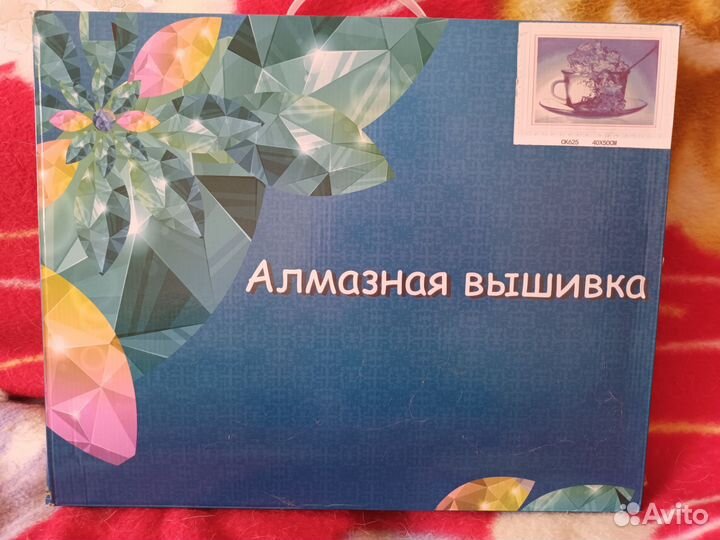 CK625 40X50CM
Алмазная вышивка
Avito